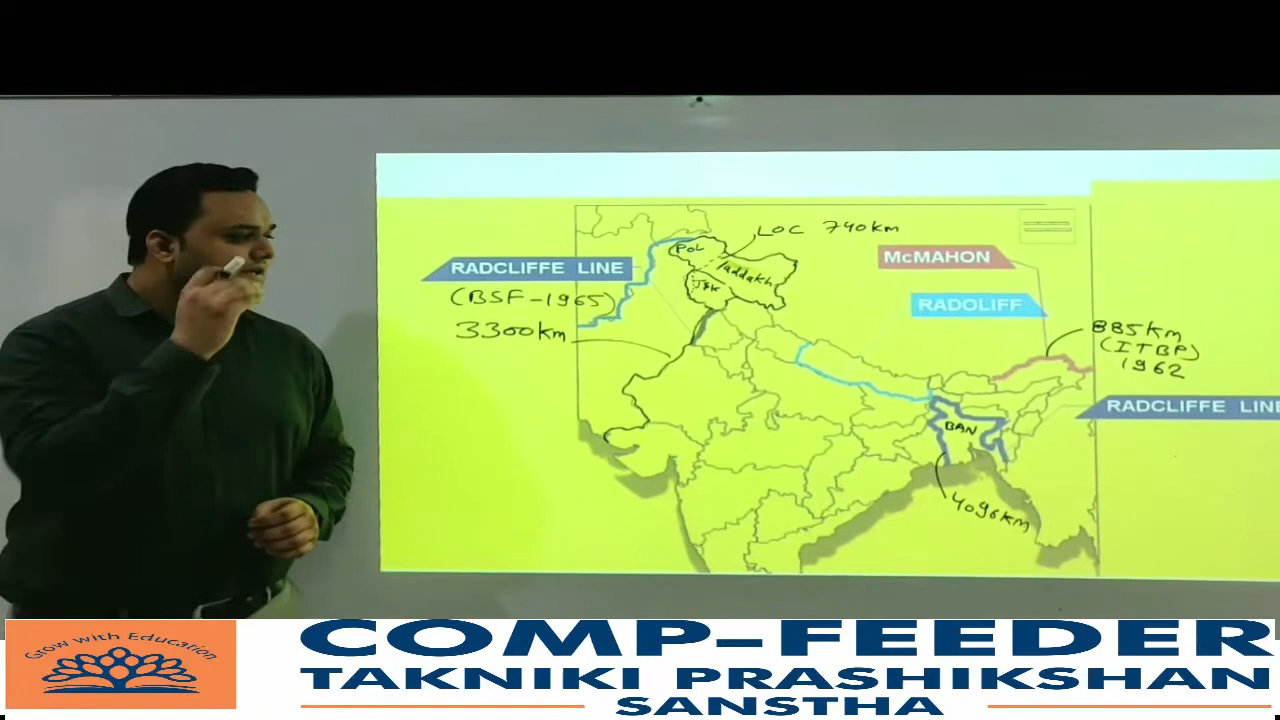 LOC 740km
POL
McMAHON
RADCLIFFE LINE
laddakh
J&K
(BSF-1965)
RADOLIFF
3300km
885km
(ITBP)
1962
RADCLIFFE LINE
BAN
4096km
Grow with Education
COMP-FEEDER
TAKNIKI PRASHIKSHAN
SANSTHA